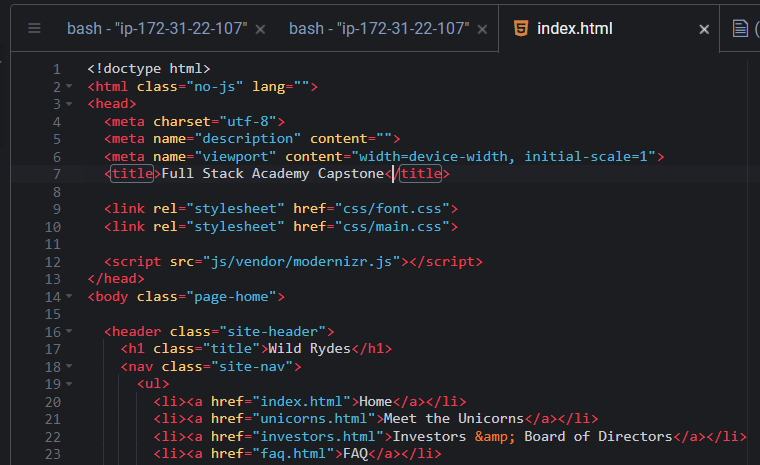 bash - "ip-172-31-22-107" bash - "ip-172-31-22-107" index.html (
1 <!doctype html>
2 <html class="no-js" lang="">
3 <head>
4 <meta charset="utf-8">
5 <meta name="description" content="">
6 <meta name="viewport" content="width=device-width, initial-scale=1">
7 <title>Full Stack Academy Capstone</title>
8
9 <link rel="stylesheet" href="css/font.css">
10 <link rel="stylesheet" href="css/main.css">
11
12 <script src="js/vendor/modernizr.js"></script>
13 </head>
14 <body class="page-home">
15
16 <header class="site-header">
17 <h1 class="title">Wild Rydes</h1>
18 <nav class="site-nav">
19 <ul>
20 <li><a href="index.html">Home</a></li>
21 <li><a href="unicorns.html">Meet the Unicorns</a></li>
22 <li><a href="investors.html">Investors &amp; Board of Directors</a></li>
23 <li><a href="faq.html">FAQ</a></li>